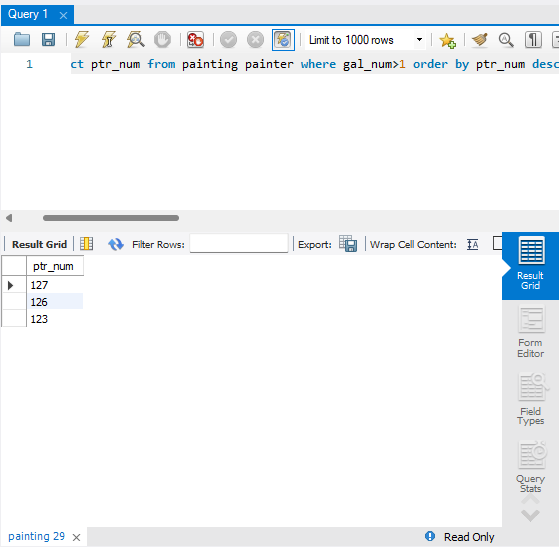 Query 1
Limit to 1000 rows
1 ct ptr_num from painting painter where gal_num>1 order by ptr_num desc
Result Grid Filter Rows: Export: Wrap Cell Content: IA
ptr_num
127
126
123
Result
Grid
Form
Editor
Field
Types
Query
Stats
painting 29 Read Only